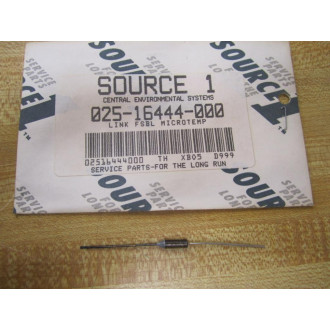 SOURCE 1
CENTRAL ENVIRONMENTAL SYSTEMS
025-16444-000
LINK FSBL MICROTEMP
02516444000 TH XB05 D999
SERVICE PARTS-FOR THE LONG RUN